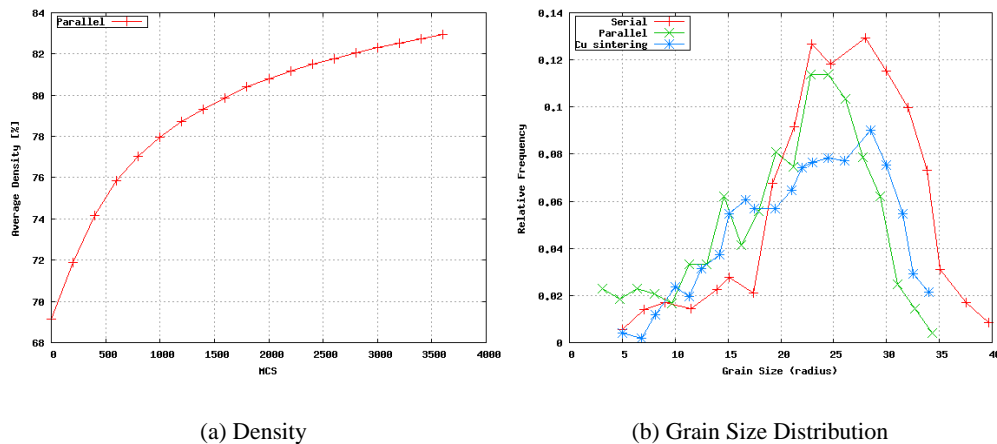 Parallel
84
82
80
78
76
74
72
70
68
Average Density [%]
0 500 1000 1500 2000 2500 3000 3500 4000
MCS
(a) Density
Serial
Parallel
Cu sintering
0.14
0.12
0.1
0.08
0.06
0.04
0.02
0
Relative Frequency
0 5 10 15 20 25 30 35 40
Grain Size (radius)
(b) Grain Size Distribution